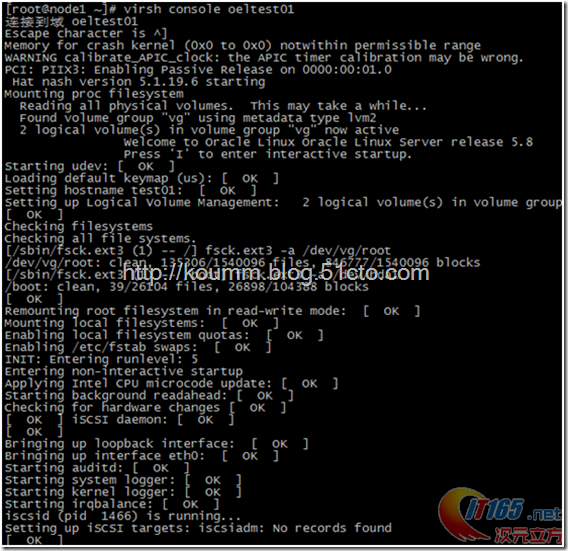 [root@node1 ~]# virsh console oeltest01
连接到域 oeltest01
Escape character is ^]
Memory for crash kernel (0x0 to 0x0) notwithin permissible range
WARNING calibrate_APIC_clock: the APIC timer calibration may be wrong.
PCI: PIIX3: Enabling Passive Release on 0000:00:01.0
 Hat nash version 5.1.19.6 starting
Mounting proc filesystem
  Reading all physical volumes.  This may take a while...
  Found volume group "vg" using metadata type lvm2
  2 logical volume(s) in volume group "vg" now active
                Welcome to Oracle Linux Oracle Linux Server release 5.8
                Press 'I' to enter interactive startup.
Starting udev: [  OK  ]
Loading default keymap (us): [  OK  ]
Setting hostname test01:  [  OK  ]
Setting up Logical Volume Management:   2 logical volume(s) in volume group
[  OK  ]
Checking filesystems
Checking all file systems.
[/sbin/fsck.ext3 (1) -- /] fsck.ext3 -a /dev/vg/root
/dev/vg/root: clean, 135306/1540096 files, 846777/1540096 blocks
[/sbin/fsck.ext3
http://koumm.blog.51cto.com
/boot: clean, 39/26104 files, 26898/104388 blocks
[  OK  ]
Remounting root filesystem in read-write mode:  [  OK  ]
Mounting local filesystems:  [  OK  ]
Enabling local filesystem quotas:  [  OK  ]
Enabling /etc/fstab swaps:  [  OK  ]
INIT: Entering runlevel: 5
Entering non-interactive startup
Applying Intel CPU microcode update: [  OK  ]
Starting background readahead: [  OK  ]
Checking for hardware changes [  OK  ]
[  OK  ] iSCSI daemon: [  OK  ]
[  OK  ]
Bringing up loopback interface:  [  OK  ]
Bringing up interface eth0:  [  OK  ]
Starting auditd: [  OK  ]
Starting system logger: [  OK  ]
Starting kernel logger: [  OK  ]
Starting irqbalance: [  OK  ]
iscsid (pid  1466) is running...
Setting up iSCSI targets: iscsiadm: No records found
[  OK  ]
IT165.net
次元立方